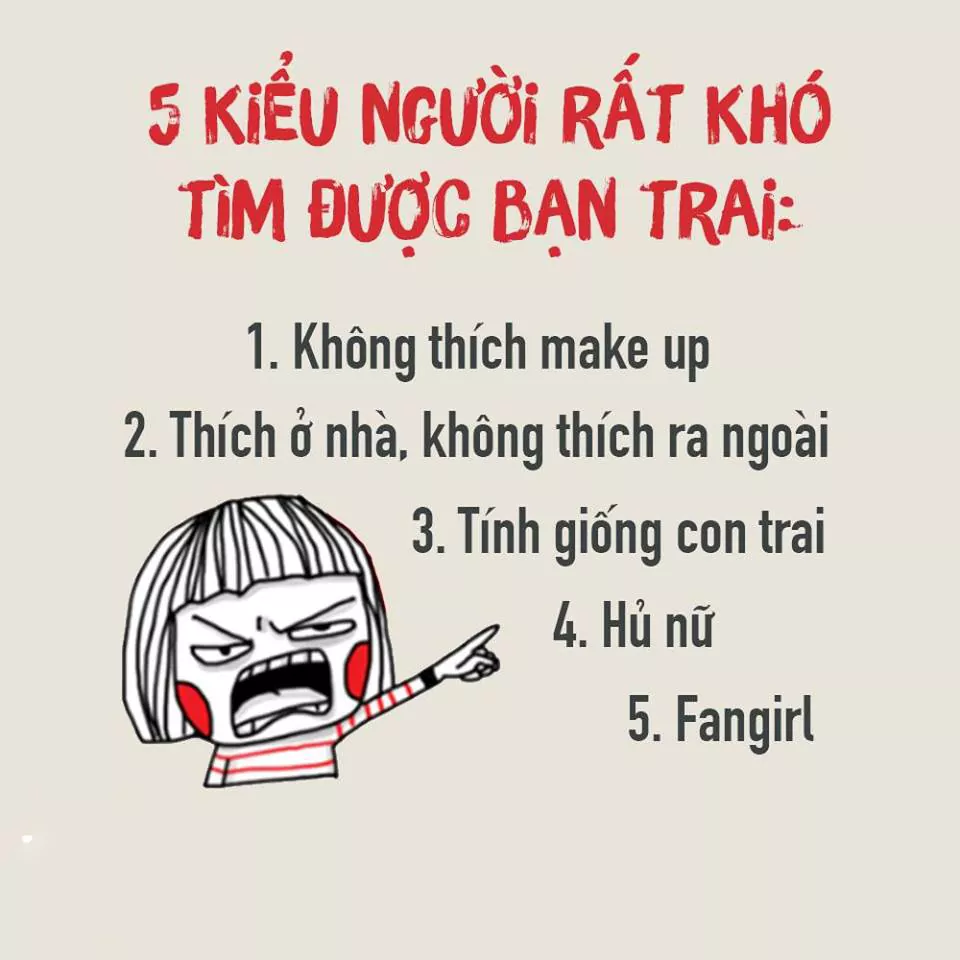 5 KIỂU NGƯỜI RẤT KHÓ
TÌM ĐƯỢC BẠN TRAI:
1. Không thích make up
2. Thích ở nhà, không thích ra ngoài
3. Tính giống con trai
4. Hủ nữ
5. Fangirl